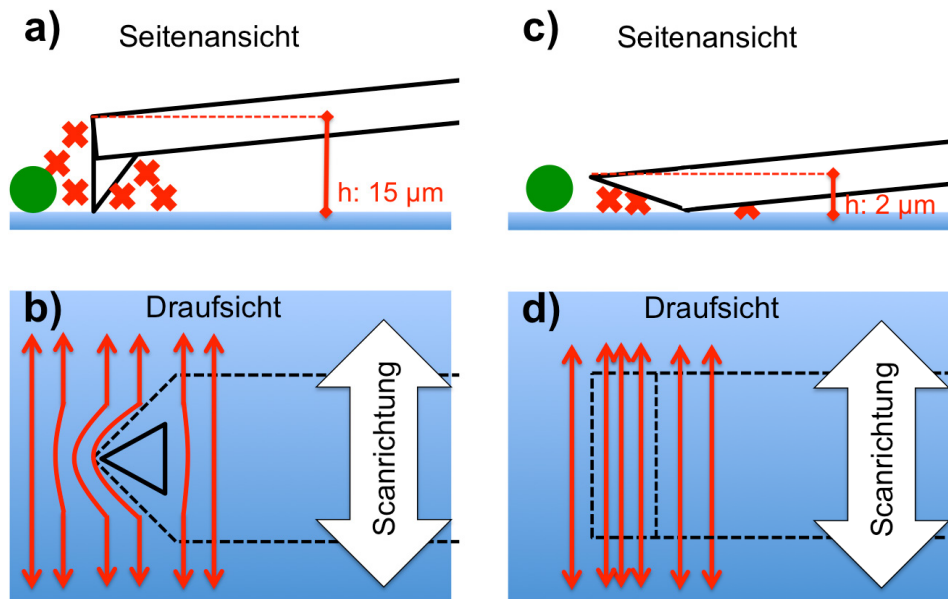 a)
Seitenansicht
h: 15 µm
c)
Seitenansicht
h: 2 µm
b)
Draufsicht
Scanrichtung
d)
Draufsicht
Scanrichtung